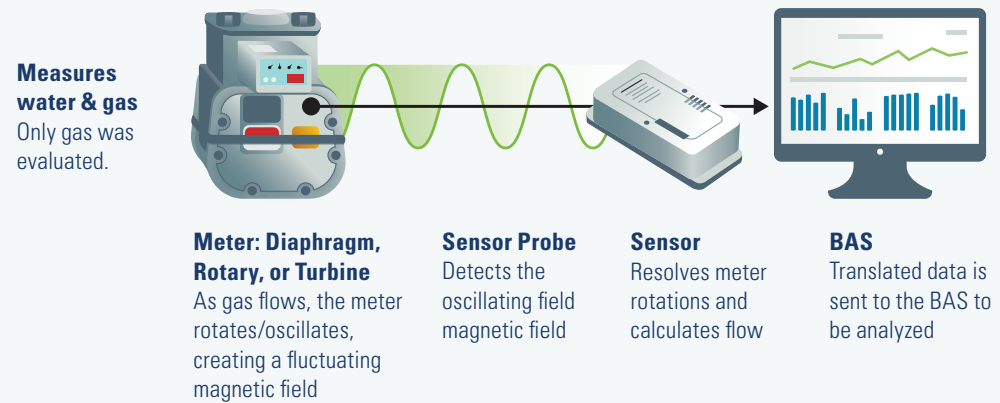 Measures
water & gas
Only gas was
evaluated.
Meter: Diaphragm,
Rotary, or Turbine
As gas flows, the meter
rotates/oscillates,
creating a fluctuating
magnetic field
Sensor Probe
Detects the
oscillating field
magnetic field
Sensor
Resolves meter
rotations and
calculates flow
BAS
Translated data is
sent to the BAS to
be analyzed